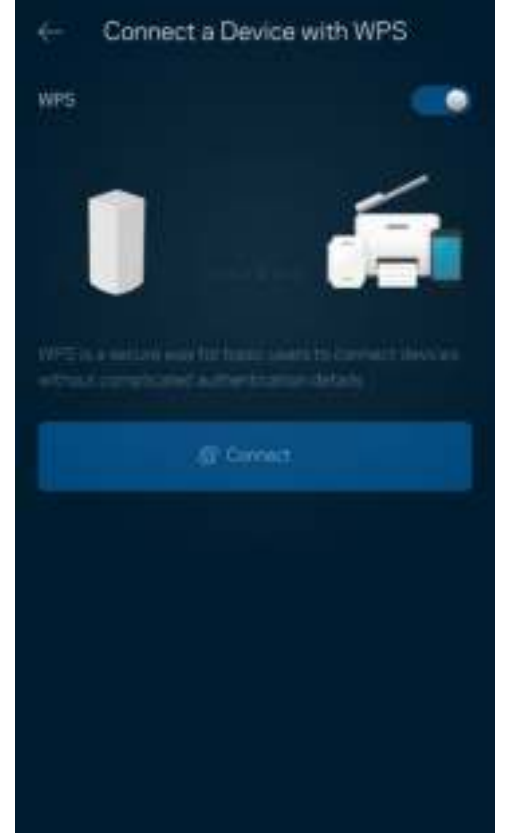 Connect a Device with WPS
WPS
WPS is a secure way for basic users to connect devices
without complicated authentication details.
Connect